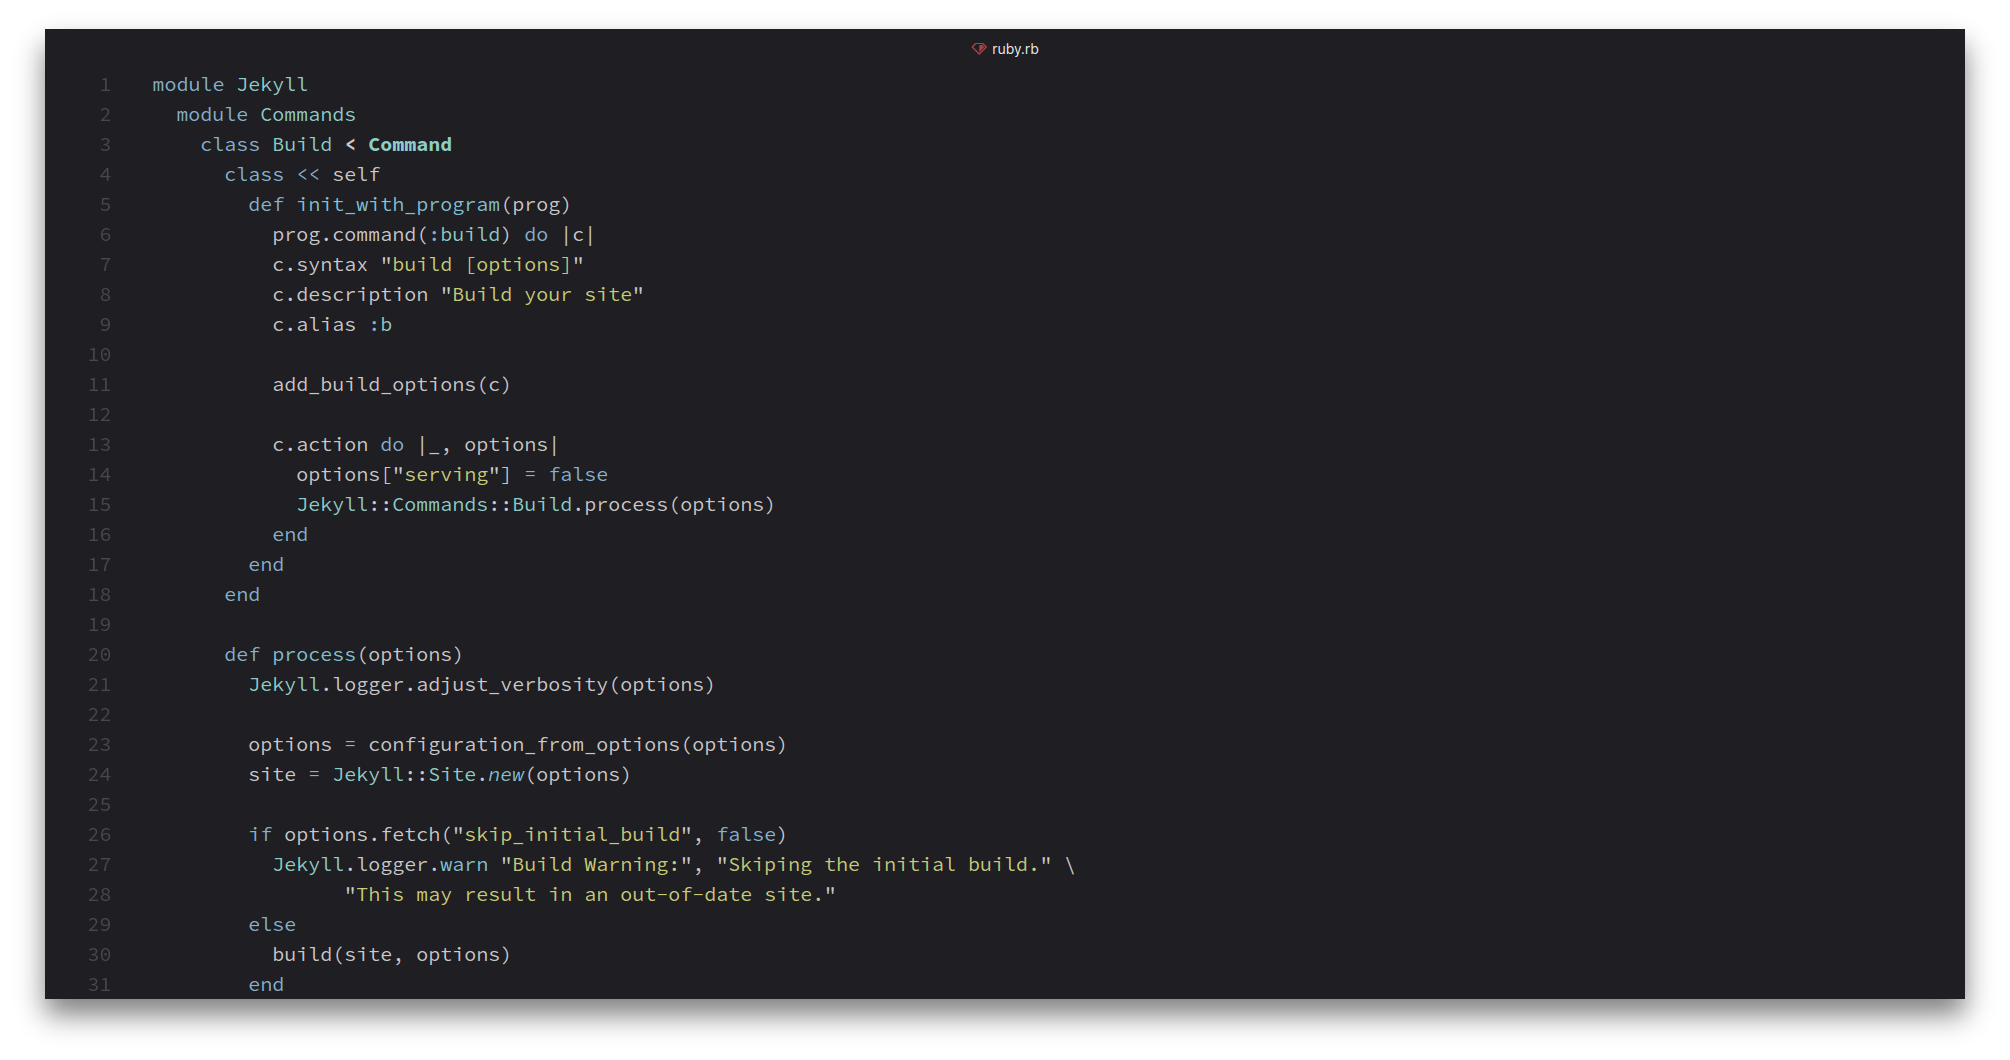 ruby.rb
1 module Jekyll
2   module Commands
3     class Build < Command
4       class << self
5         def init_with_program(prog)
6           prog.command(:build) do |c|
7           c.syntax "build [options]"
8           c.description "Build your site"
9           c.alias :b
10
11           add_build_options(c)
12
13           c.action do |_, options|
14             options["serving"] = false
15             Jekyll::Commands::Build.process(options)
16           end
17         end
18       end
19
20       def process(options)
21         Jekyll.logger.adjust_verbosity(options)
22
23         options = configuration_from_options(options)
24         site = Jekyll::Site.new(options)
25
26         if options.fetch("skip_initial_build", false)
27           Jekyll.logger.warn "Build Warning:", "Skiping the initial build." \
28                 "This may result in an out-of-date site."
29         else
30           build(site, options)
31         end